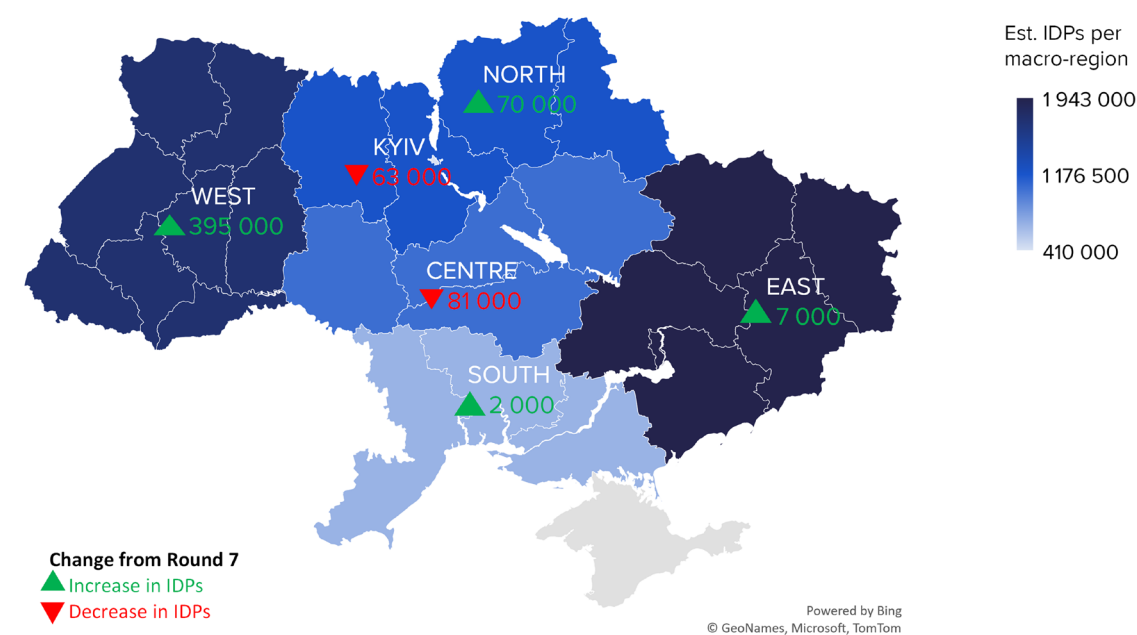 Est. IDPs per
macro-region
1 943 000
1 176 500
410 000
NORTH
70 000
KYIV
63 000
WEST
395 000
CENTRE
81 000
EAST
7 000
SOUTH
2 000
Change from Round 7
Increase in IDPs
Decrease in IDPs
Powered by Bing
© GeoNames, Microsoft, TomTom